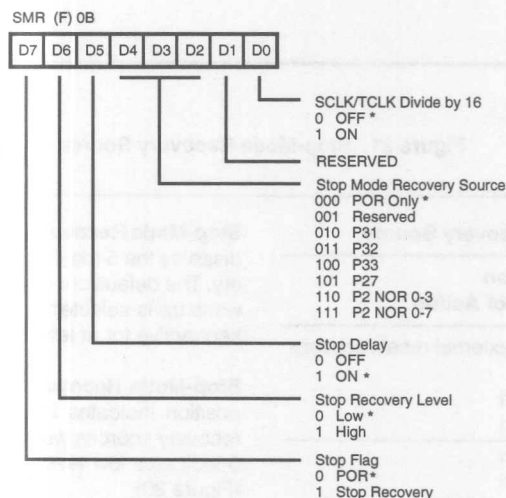 SMR (F) 0B
D7 D6 D5 D4 D3 D2 D1 D0
SCLK/TCLK Divide by 16
0 OFF *
1 ON
RESERVED
Stop Mode Recovery Source
000 POR Only *
001 Reserved
010 P31
011 P32
100 P33
101 P27
110 P2 NOR 0-3
111 P2 NOR 0-7
Stop Delay
0 OFF
1 ON *
Stop Recovery Level
0 Low *
1 High
Stop Flag
0 POR*
1 Stop Recovery